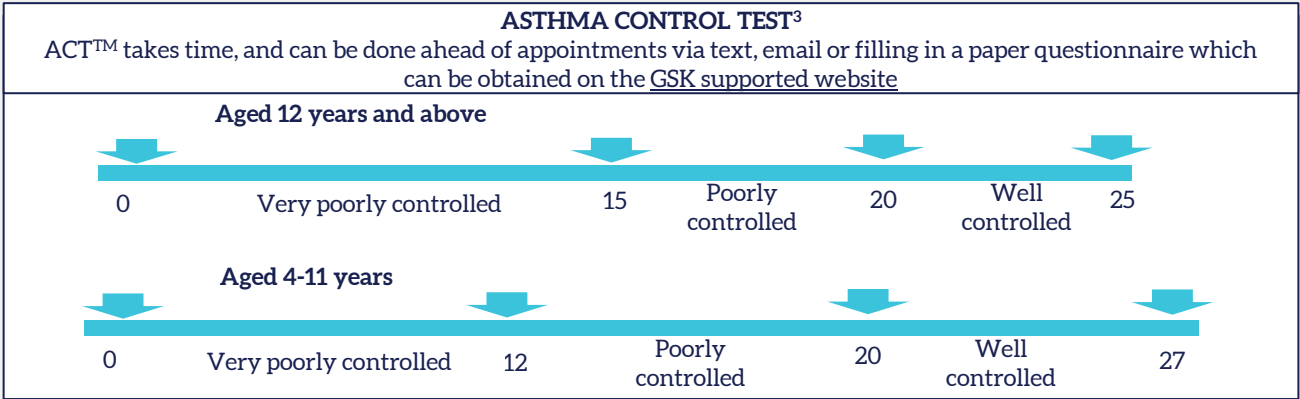 ASTHMA CONTROL TEST³
ACT™ takes time, and can be done ahead of appointments via text, email or filling in a paper questionnaire which
can be obtained on the GSK supported website
Aged 12 years and above
0 Very poorly controlled 15 Poorly controlled 20 Well controlled 25
Aged 4-11 years
0 Very poorly controlled 12 Poorly controlled 20 Well controlled 27